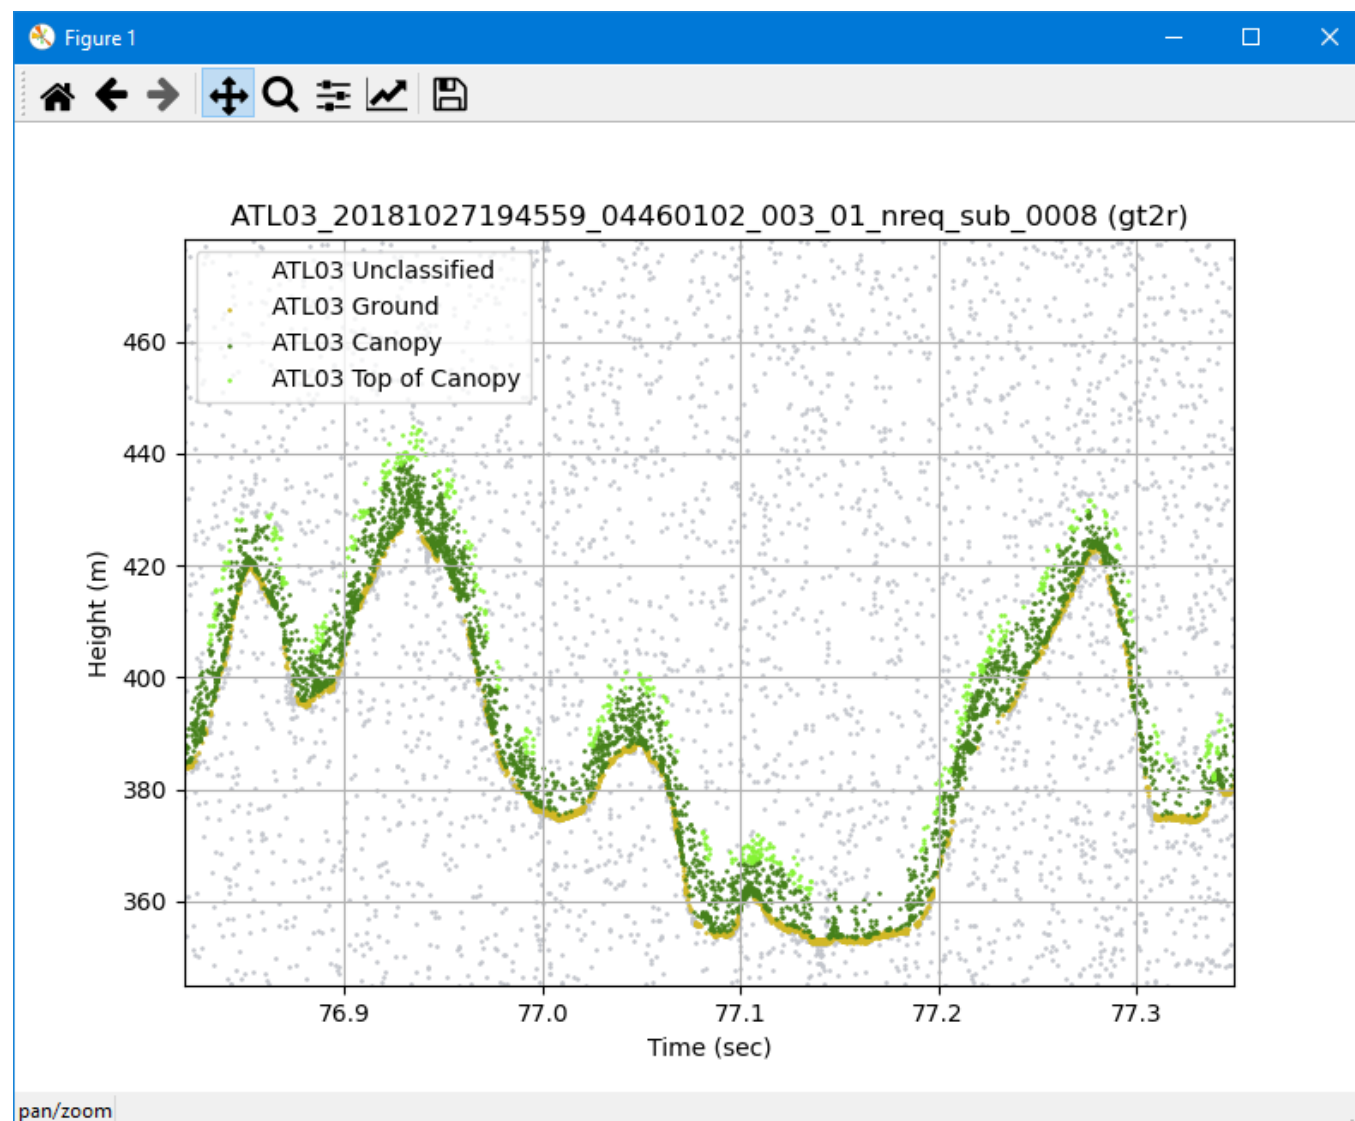 Figure 1
ATL03_20181027194559_04460102_003_01_nreq_sub_0008 (gt2r)
ATL03 Unclassified
ATL03 Ground
ATL03 Canopy
ATL03 Top of Canopy
460
440
420
400
380
360
Height (m)
76.9 77.0 77.1 77.2 77.3
Time (sec)
pan/zoom